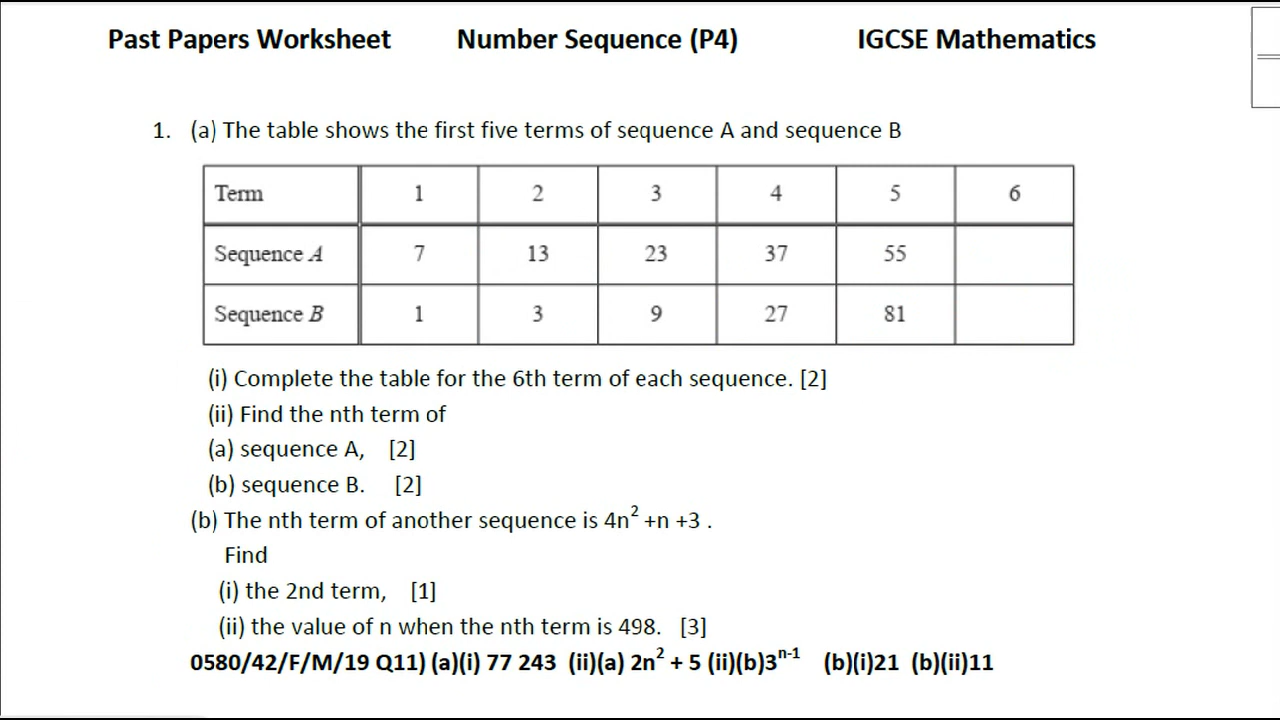 Past Papers Worksheet Number Sequence (P4) IGCSE Mathematics
1. (a) The table shows the first five terms of sequence A and sequence B
Term 1 2 3 4 5 6
Sequence A 7 13 23 37 55
Sequence B 1 3 9 27 81
(i) Complete the table for the 6th term of each sequence. [2]
(ii) Find the nth term of
(a) sequence A, [2]
(b) sequence B. [2]
(b) The nth term of another sequence is 4n² +n +3 .
Find
(i) the 2nd term, [1]
(ii) the value of n when the nth term is 498. [3]
0580/42/F/M/19 Q11) (a)(i) 77 243 (ii)(a) 2n² + 5 (ii)(b)3ⁿ⁻¹ (b)(i)21 (b)(ii)11